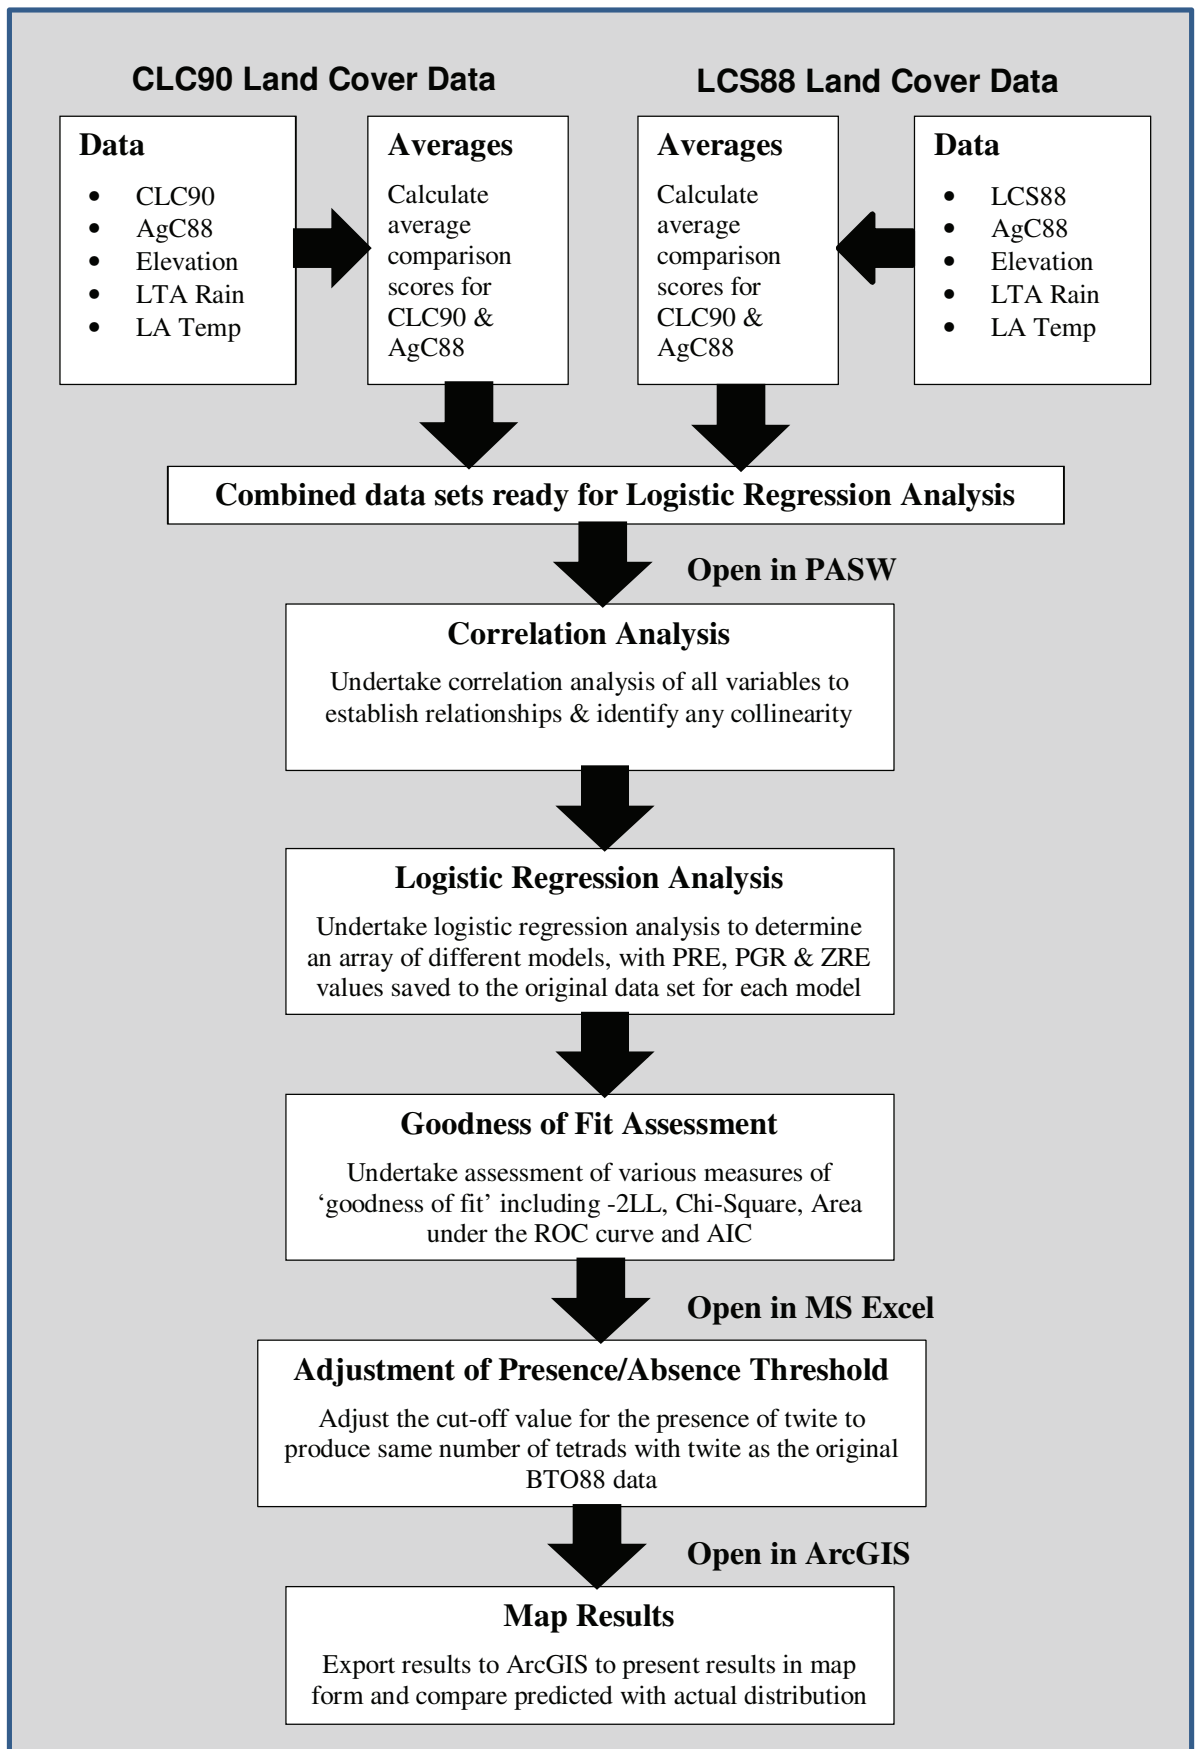 CLC90 Land Cover Data
LCS88 Land Cover Data
Data
• CLC90
• AgC88
• Elevation
• LTA Rain
• LA Temp
Averages
Calculate
average
comparison
scores for
CLC90 &
AgC88
Averages
Calculate
average
comparison
scores for
CLC90 &
AgC88
Data
• LCS88
• AgC88
• Elevation
• LTA Rain
• LA Temp
Combined data sets ready for Logistic Regression Analysis
Open in PASW
Correlation Analysis
Undertake correlation analysis of all variables to
establish relationships & identify any collinearity
Logistic Regression Analysis
Undertake logistic regression analysis to determine
an array of different models, with PRE, PGR & ZRE
values saved to the original data set for each model
Goodness of Fit Assessment
Undertake assessment of various measures of
‘goodness of fit’ including -2LL, Chi-Square, Area
under the ROC curve and AIC
Open in MS Excel
Adjustment of Presence/Absence Threshold
Adjust the cut-off value for the presence of twite to
produce same number of tetrads with twite as the original
BTO88 data
Open in ArcGIS
Map Results
Export results to ArcGIS to present results in map
form and compare predicted with actual distribution